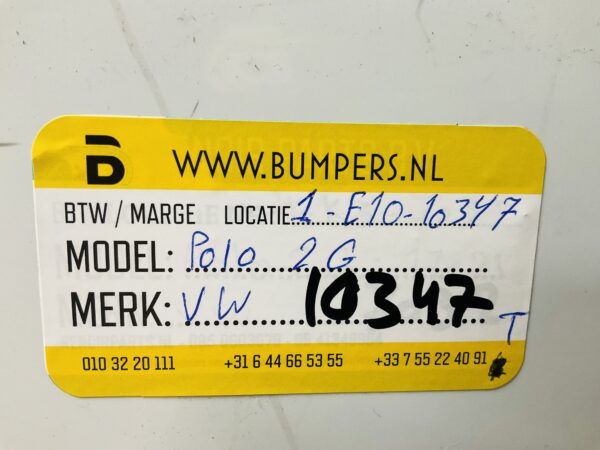 B WWW.BUMPERS.NL
BTW / MARGE LOCATIE 1-E10-10347
MODEL: Polo 2G
MERK: VW 10347 T
010 32 20 111 +31 6 44 66 53 55 +33 7 55 22 40 91